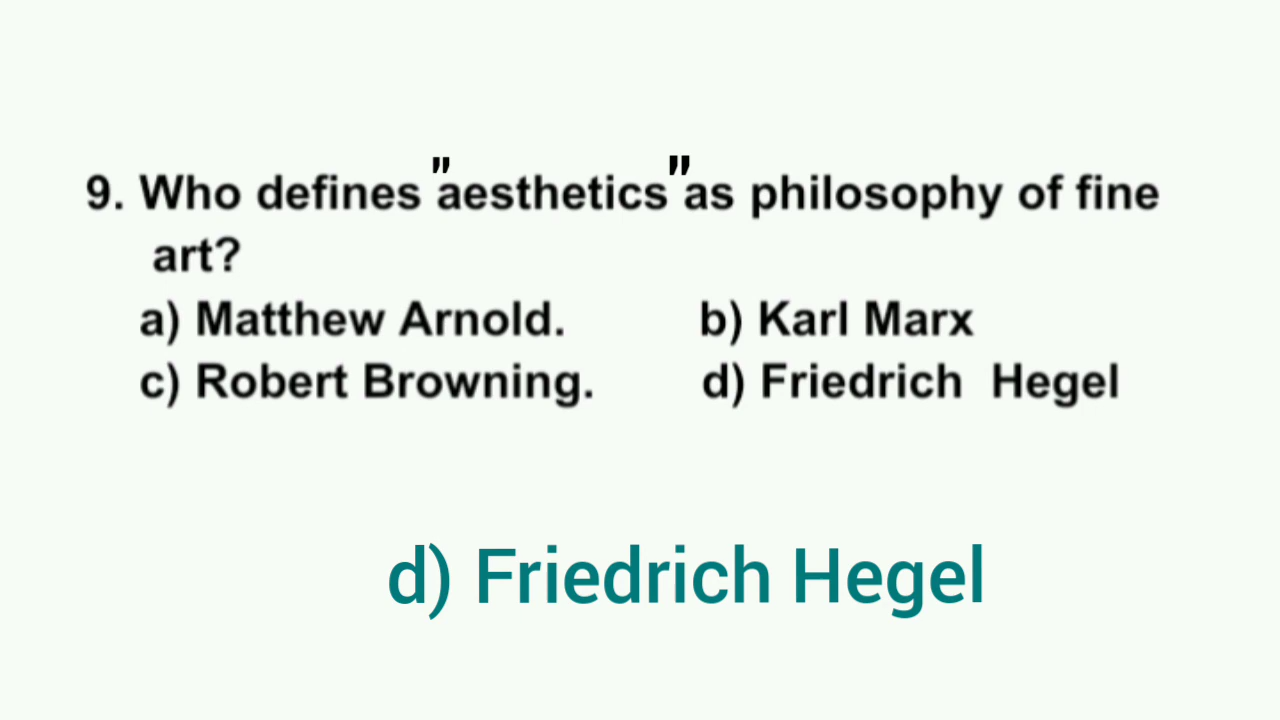 9. Who defines "aesthetics" as philosophy of fine
art?
a) Matthew Arnold. b) Karl Marx
c) Robert Browning. d) Friedrich Hegel
d) Friedrich Hegel